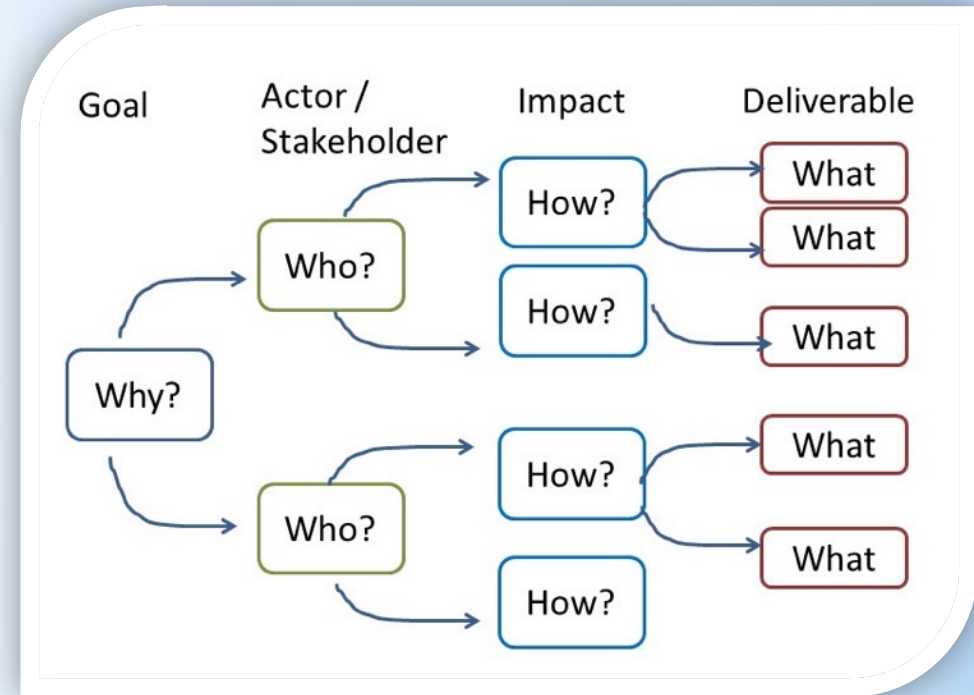 Goal
Actor /
Stakeholder
Impact
Deliverable
Why?
Who?
How?
What
What
How?
What
Who?
How?
What
What
How?